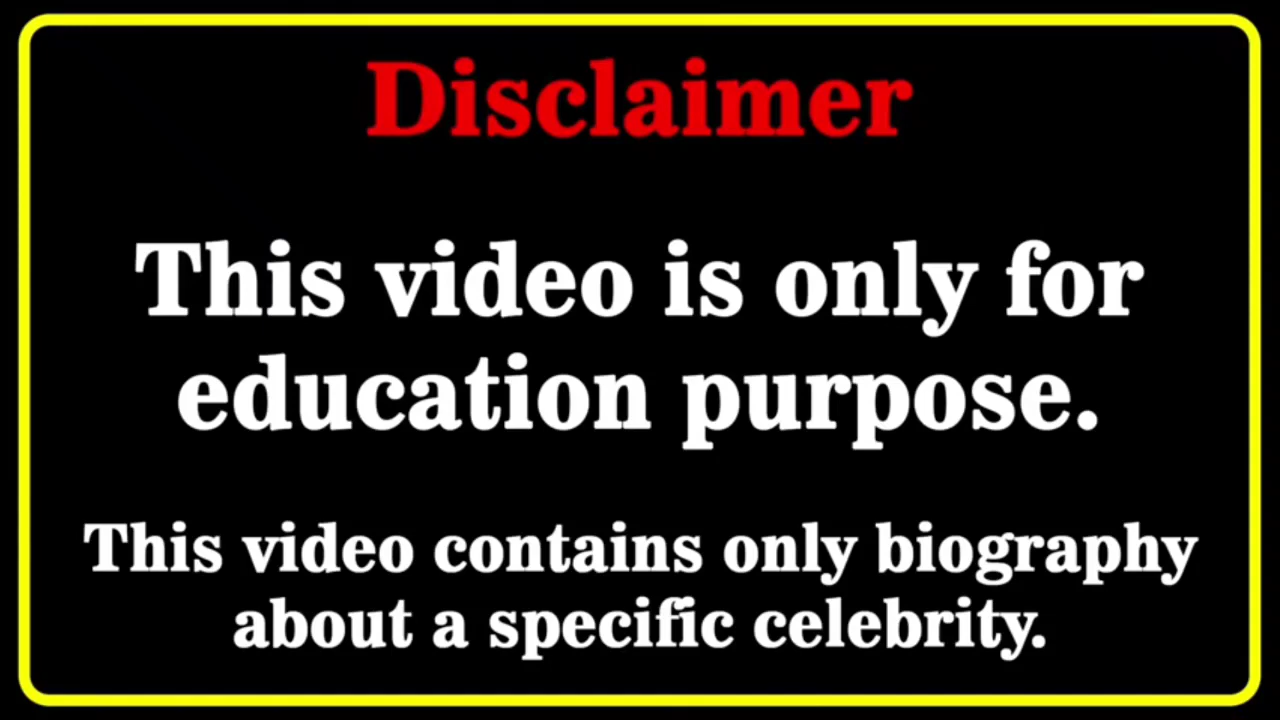 Disclaimer
This video is only for
education purpose.
This video contains only biography
about a specific celebrity.